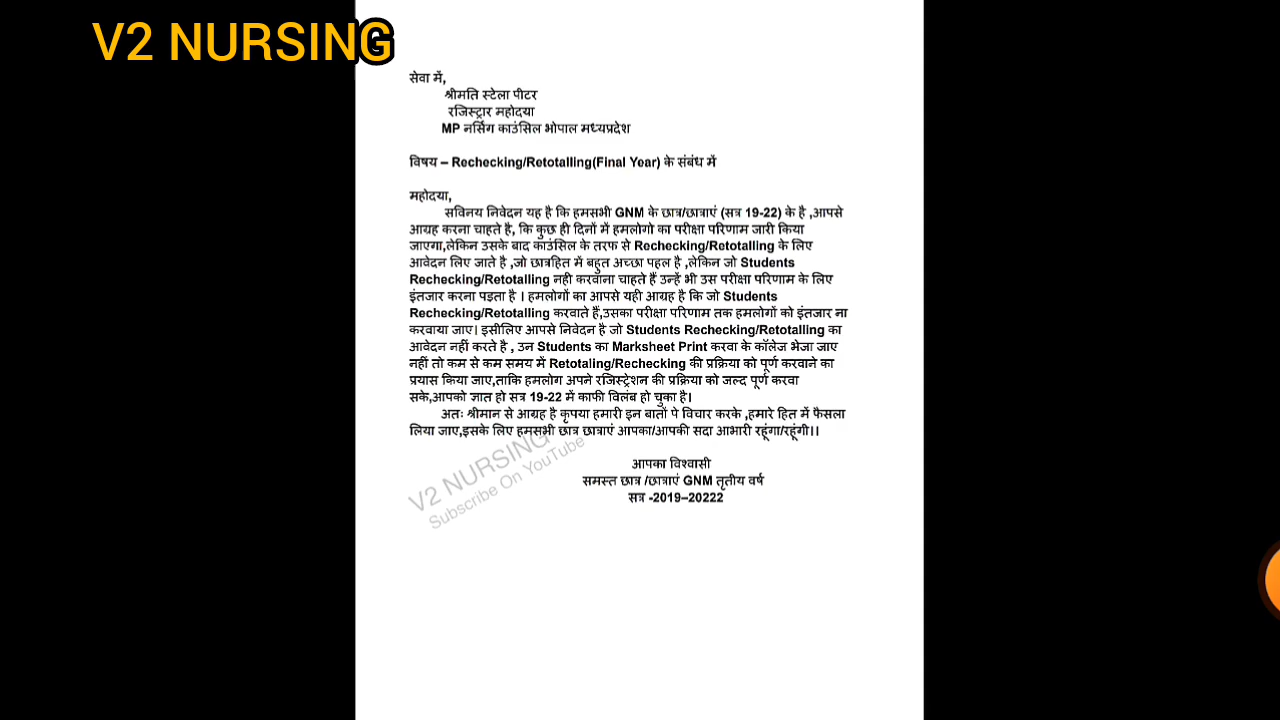 V2 NURSING
सेवा में,
श्रीमति स्टेला पीटर
रजिस्ट्रार महोदया
MP नर्सिग काउंसिल भोपाल मध्यप्रदेश
विषय – Rechecking/Retotalling(Final Year) के संबंध में
महोदया,
सविनय निवेदन यह है कि हमसभी GNM के छात्र/छात्राएं (सत्र 19-22) के है ,आपसे
आग्रह करना चाहते है, कि कुछ ही दिनों में हमलोगो का परीक्षा परिणाम जारी किया
जाएगा,लेकिन उसके बाद काउंसिल के तरफ से Rechecking/Retotalling के लिए
आवेदन लिए जाते है ,जो छात्रहित में बहुत अच्छा पहल है ,लेकिन जो Students
Rechecking/Retotalling नही करवाना चाहते हैं उन्हें भी उस परीक्षा परिणाम के लिए
इंतजार करना पड़ता है । हमलोगों का आपसे यही आग्रह है कि जो Students
Rechecking/Retotalling करवाते हैं,उसका परीक्षा परिणाम तक हमलोगों को इंतजार ना
करवाया जाए। इसीलिए आपसे निवेदन है जो Students Rechecking/Retotalling का
आवेदन नहीं करते है , उन Students का Marksheet Print करवा के कॉलेज भेजा जाए
नहीं तो कम से कम समय में Retotaling/Rechecking की प्रक्रिया को पूर्ण करवाने का
प्रयास किया जाए,ताकि हमलोग अपने रजिस्ट्रेशन की प्रक्रिया को जल्द पूर्ण करवा
सके,आपको ज्ञात हो सत्र 19-22 में काफी विलंब हो चुका है।
अतः श्रीमान से आग्रह है कृपया हमारी इन बातों पे विचार करके ,हमारे हित में फैसला
लिया जाए,इसके लिए हमसभी छात्र छात्राएं आपका/आपकी सदा आभारी रहूंगा/रहूंगी।।
आपका विश्वासी
समस्त छात्र /छात्राएं GNM तृतीय वर्ष
सत्र -2019–20222
V2 NURSING
Subscribe On YouTube